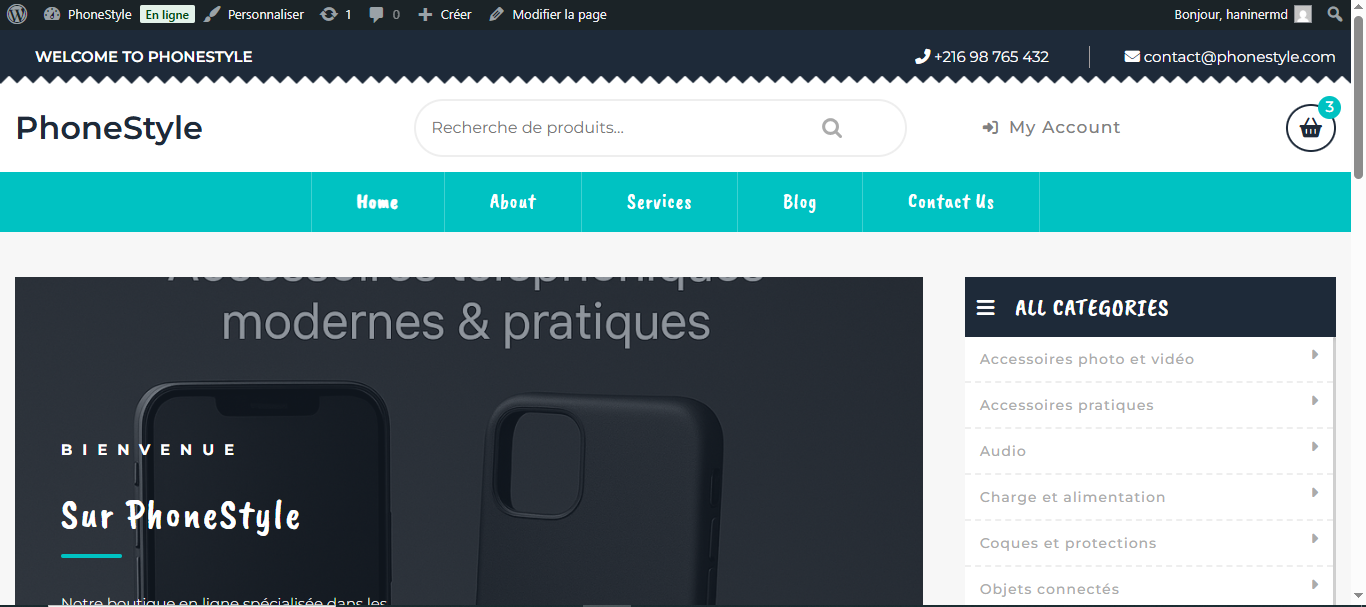 PhoneStyle En ligne Personnaliser 1 0 Créer Modifier la page Bonjour, haninermd
WELCOME TO PHONESTYLE +216 98 765 432 contact@phonestyle.com
PhoneStyle Recherche de produits... My Account 3
Home About Services Blog Contact Us
Accessoires téléphoniques
modernes & pratiques
BIENVENUE
Sur PhoneStyle
Notre boutique en ligne spécialisée dans les
ALL CATEGORIES
Accessoires photo et vidéo
Accessoires pratiques
Audio
Charge et alimentation
Coques et protections
Objets connectés